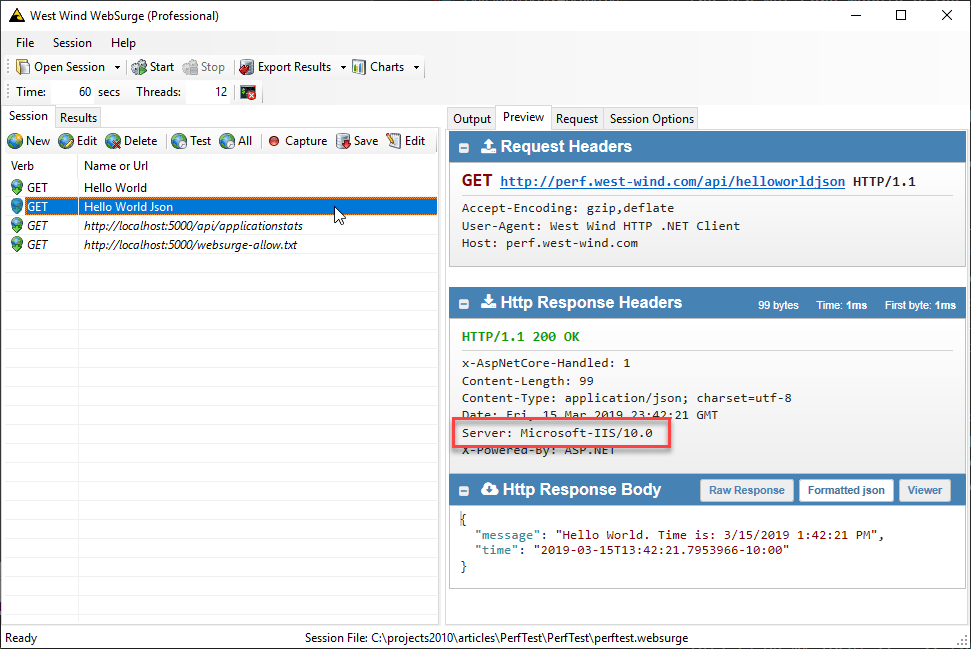 West Wind WebSurge (Professional)
File Session Help
Open Session Start Stop Export Results Charts
Time: 60 secs Threads: 12
Session Results
New Edit Delete Test All Capture Save Edit
Verb Name or Url
GET Hello World
GET Hello World Json
GET http://localhost:5000/api/applicationstats
GET http://localhost:5000/websurge-allow.txt
Output Preview Request Session Options
Request Headers
GET http://perf.west-wind.com/api/helloworldjson HTTP/1.1
Accept-Encoding: gzip,deflate
User-Agent: West Wind HTTP .NET Client
Host: perf.west-wind.com
Http Response Headers 99 bytes Time: 1ms First byte: 1ms
HTTP/1.1 200 OK
x-AspNetCore-Handled: 1
Content-Length: 99
Content-Type: application/json; charset=utf-8
Date: Fri, 15 Mar 2019 23:42:21 GMT
Server: Microsoft-IIS/10.0
X-Powered-By: ASP.NET
Http Response Body Raw Response Formatted json Viewer
{
"message": "Hello World. Time is: 3/15/2019 1:42:21 PM",
"time": "2019-03-15T13:42:21.7953966-10:00"
}
Ready Session File: C:\projects2010\articles\PerfTest\PerfTest\perftest.websurge